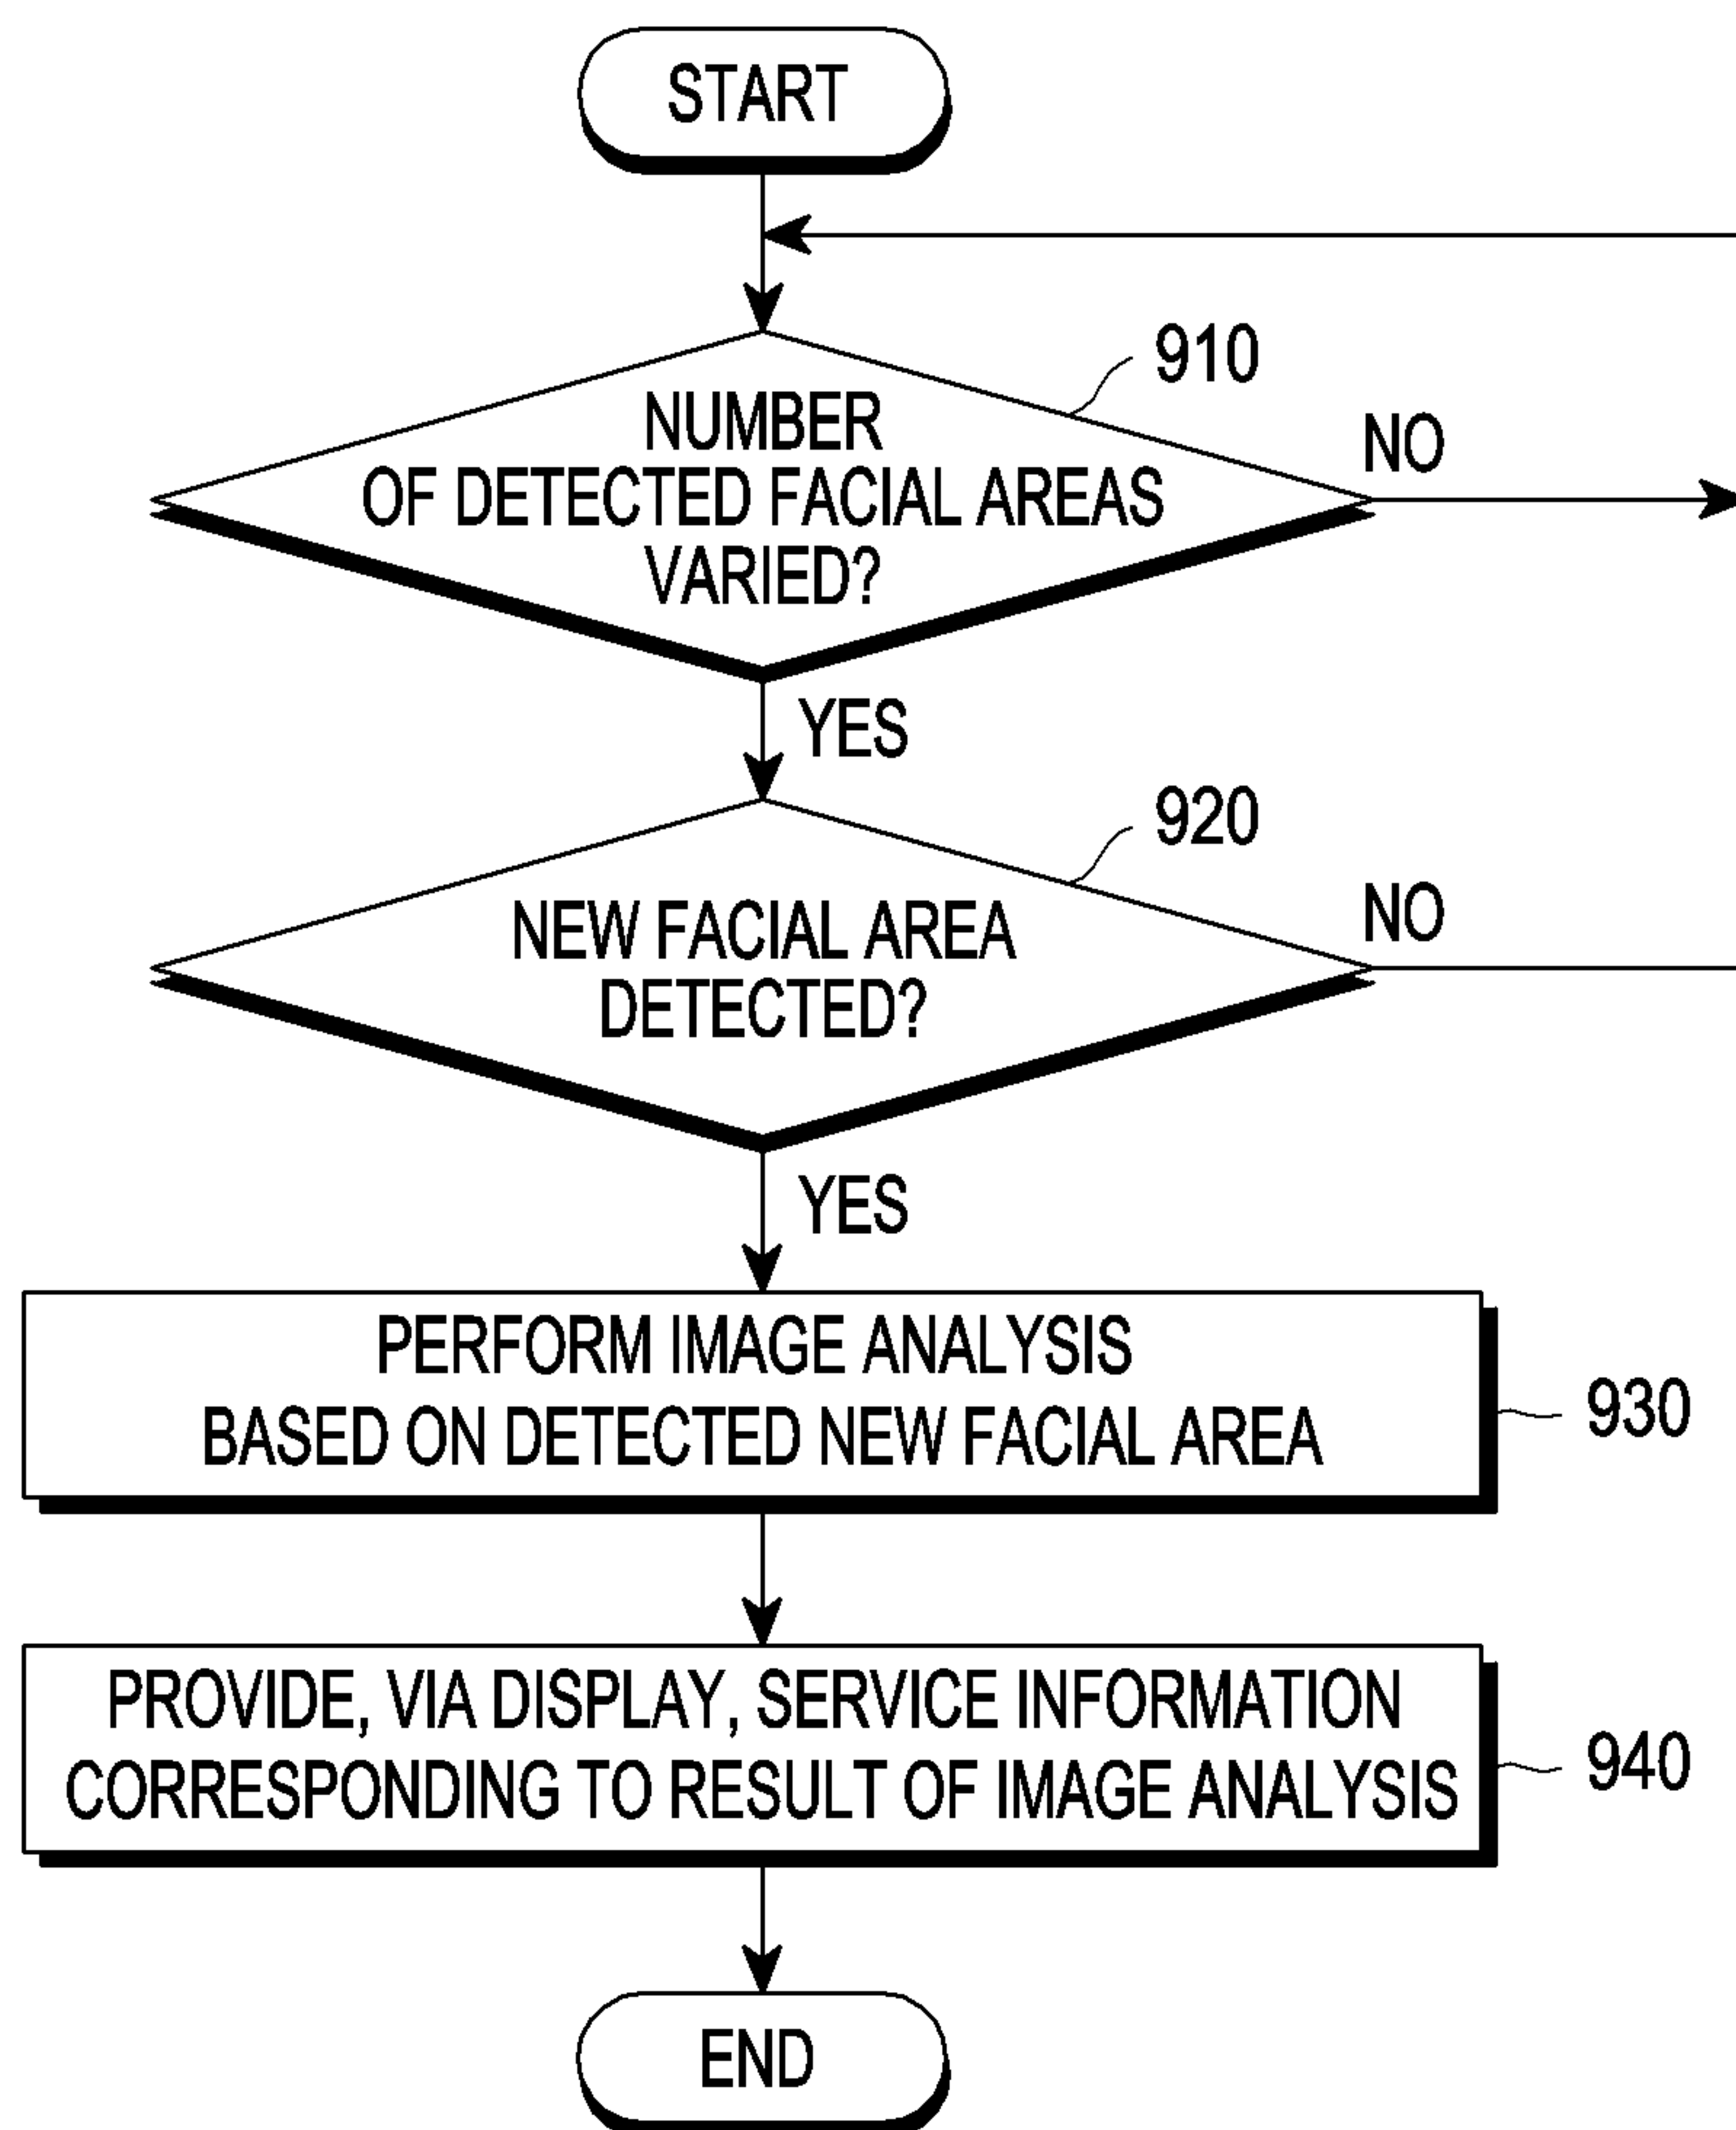 START
910
NUMBER
OF DETECTED FACIAL AREAS
VARIED?
NO
YES
920
NEW FACIAL AREA
DETECTED?
NO
YES
PERFORM IMAGE ANALYSIS
BASED ON DETECTED NEW FACIAL AREA
930
PROVIDE, VIA DISPLAY, SERVICE INFORMATION
CORRESPONDING TO RESULT OF IMAGE ANALYSIS
940
END